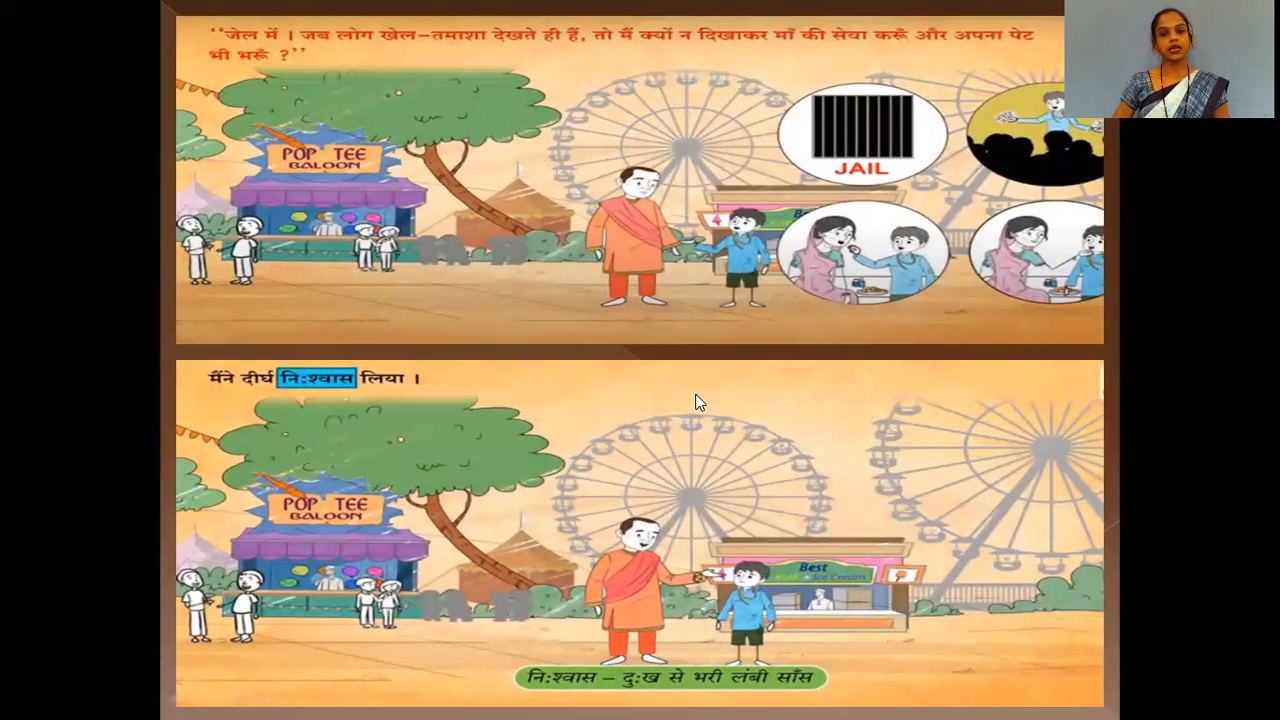 ‘‘जेल में । जब लोग खेल–तमाशा देखते ही हैं, तो मैं क्यों न दिखाकर माँ की सेवा करूँ और अपना पेट
भी भरूँ ?’’
POP TEE
BALOON
JAIL
मैंने दीर्घ निःश्वास लिया ।
POP TEE
BALOON
Best
Ice Cream
निःश्वास – दुःख से भरी लंबी साँस